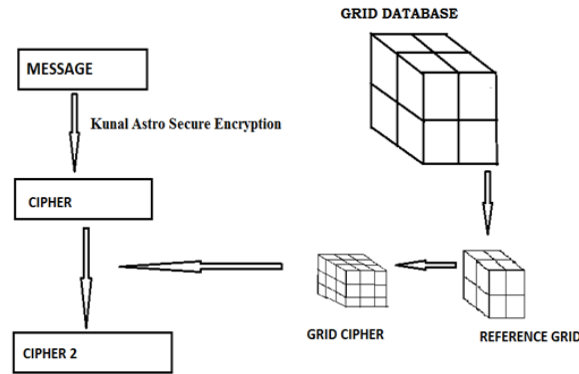 GRID DATABASE
MESSAGE
Kunal Astro Secure Encryption
CIPHER
GRID CIPHER
REFERENCE GRID
CIPHER 2